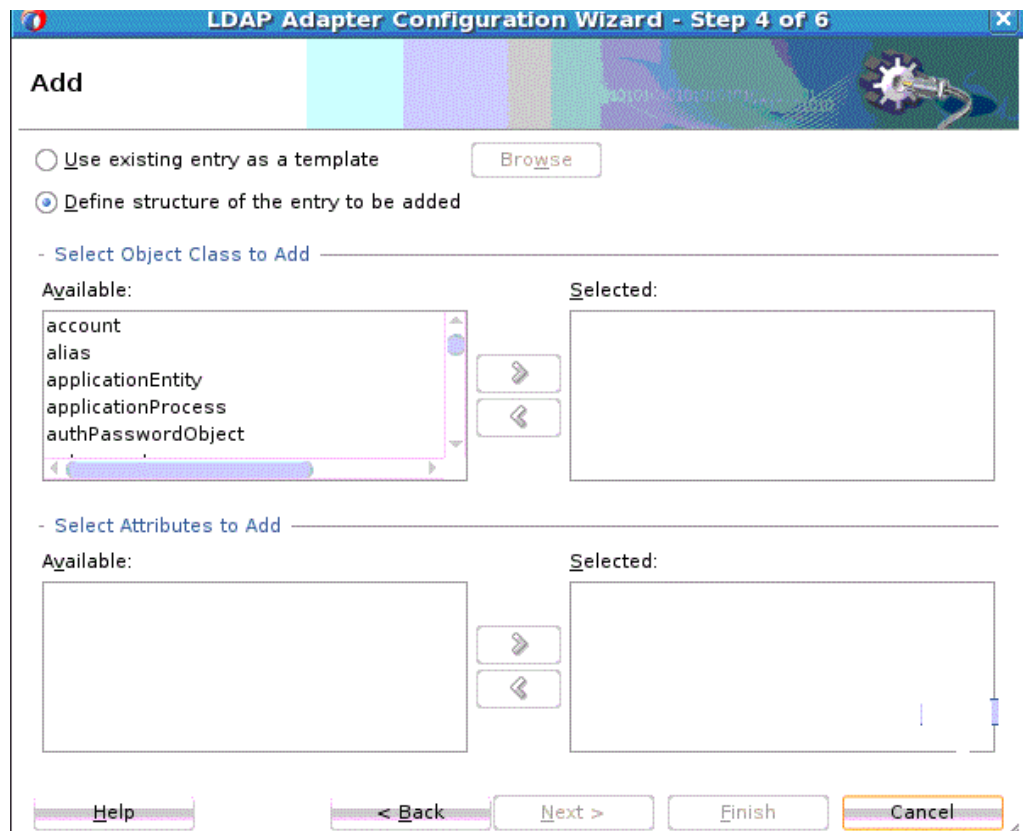 LDAP Adapter Configuration Wizard - Step 4 of 6
Add
Use existing entry as a template
Browse
Define structure of the entry to be added
- Select Object Class to Add
Available:
Selected:
account
alias
applicationEntity
applicationProcess
authPasswordObject
- Select Attributes to Add
Available:
Selected:
Help
< Back
Next >
Finish
Cancel